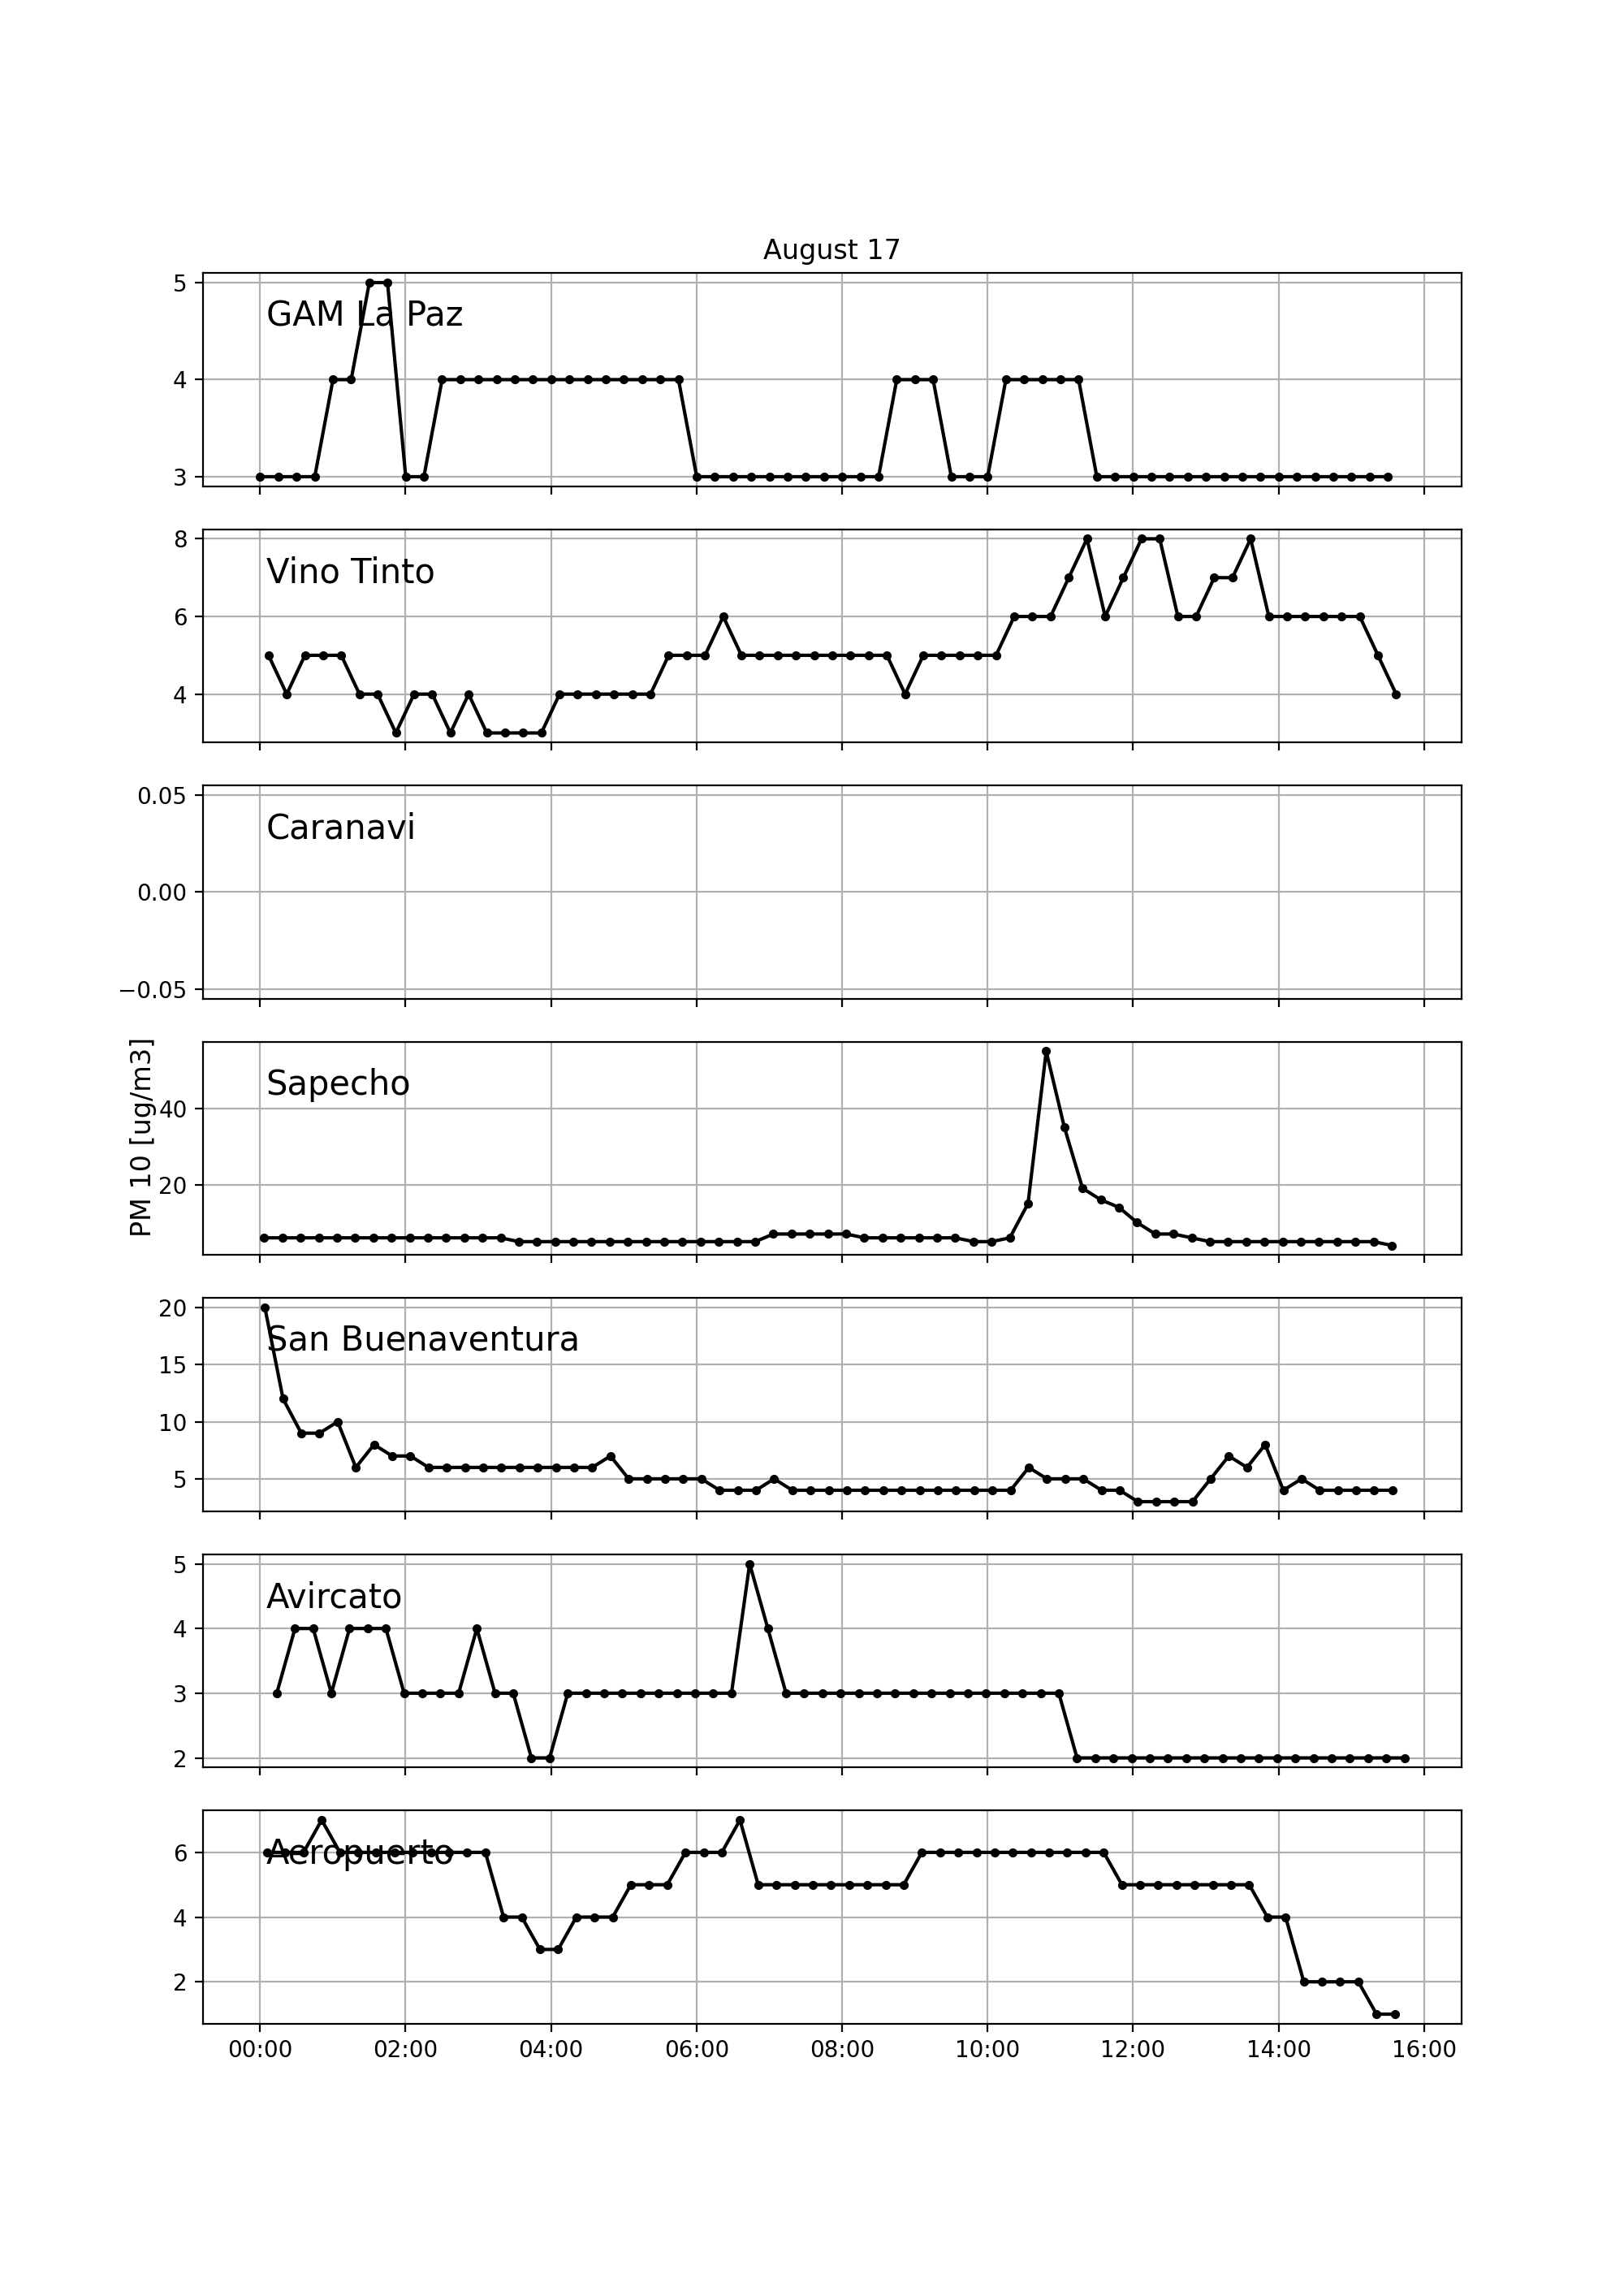 August 17
5
GAM La Paz
4
3
8
Vino Tinto
6
4
0.05
Caranavi
0.00
−0.05
PM 10 [ug/m3]
Sapecho
40
20
20
San Buenaventura
15
10
5
5
Avircato
4
3
2
Aeropuerto
6
4
2
00:00 02:00 04:00 06:00 08:00 10:00 12:00 14:00 16:00